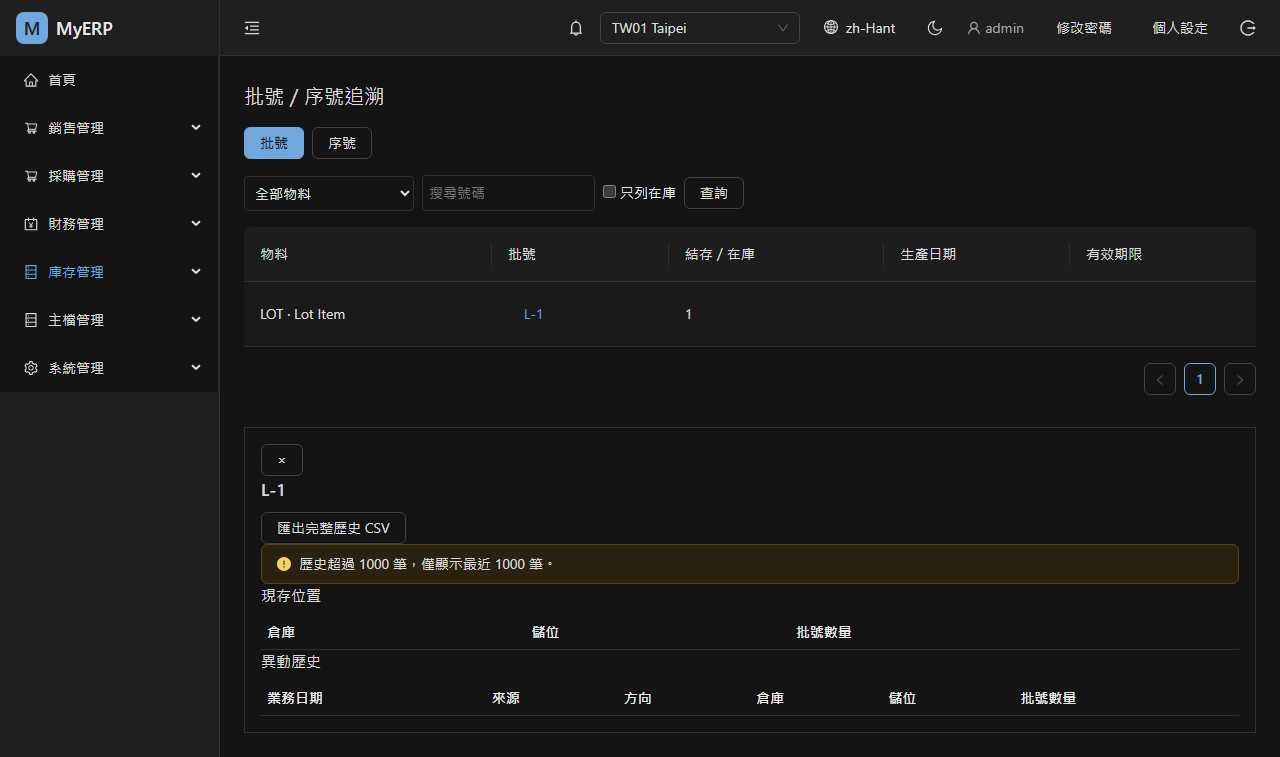 M MyERP
TW01 Taipei
zh-Hant
admin
修改密碼
個人設定
首頁
銷售管理
採購管理
財務管理
庫存管理
主檔管理
系統管理
批號 / 序號追溯
批號 序號
全部物料 搜尋號碼 只列在庫 查詢
物料 批號 結存 / 在庫 生產日期 有效期限
LOT · Lot Item L-1 1
1
×
L-1
匯出完整歷史 CSV
歷史超過 1000 筆，僅顯示最近 1000 筆。
現存位置
倉庫 儲位 批號數量
異動歷史
業務日期 來源 方向 倉庫 儲位 批號數量